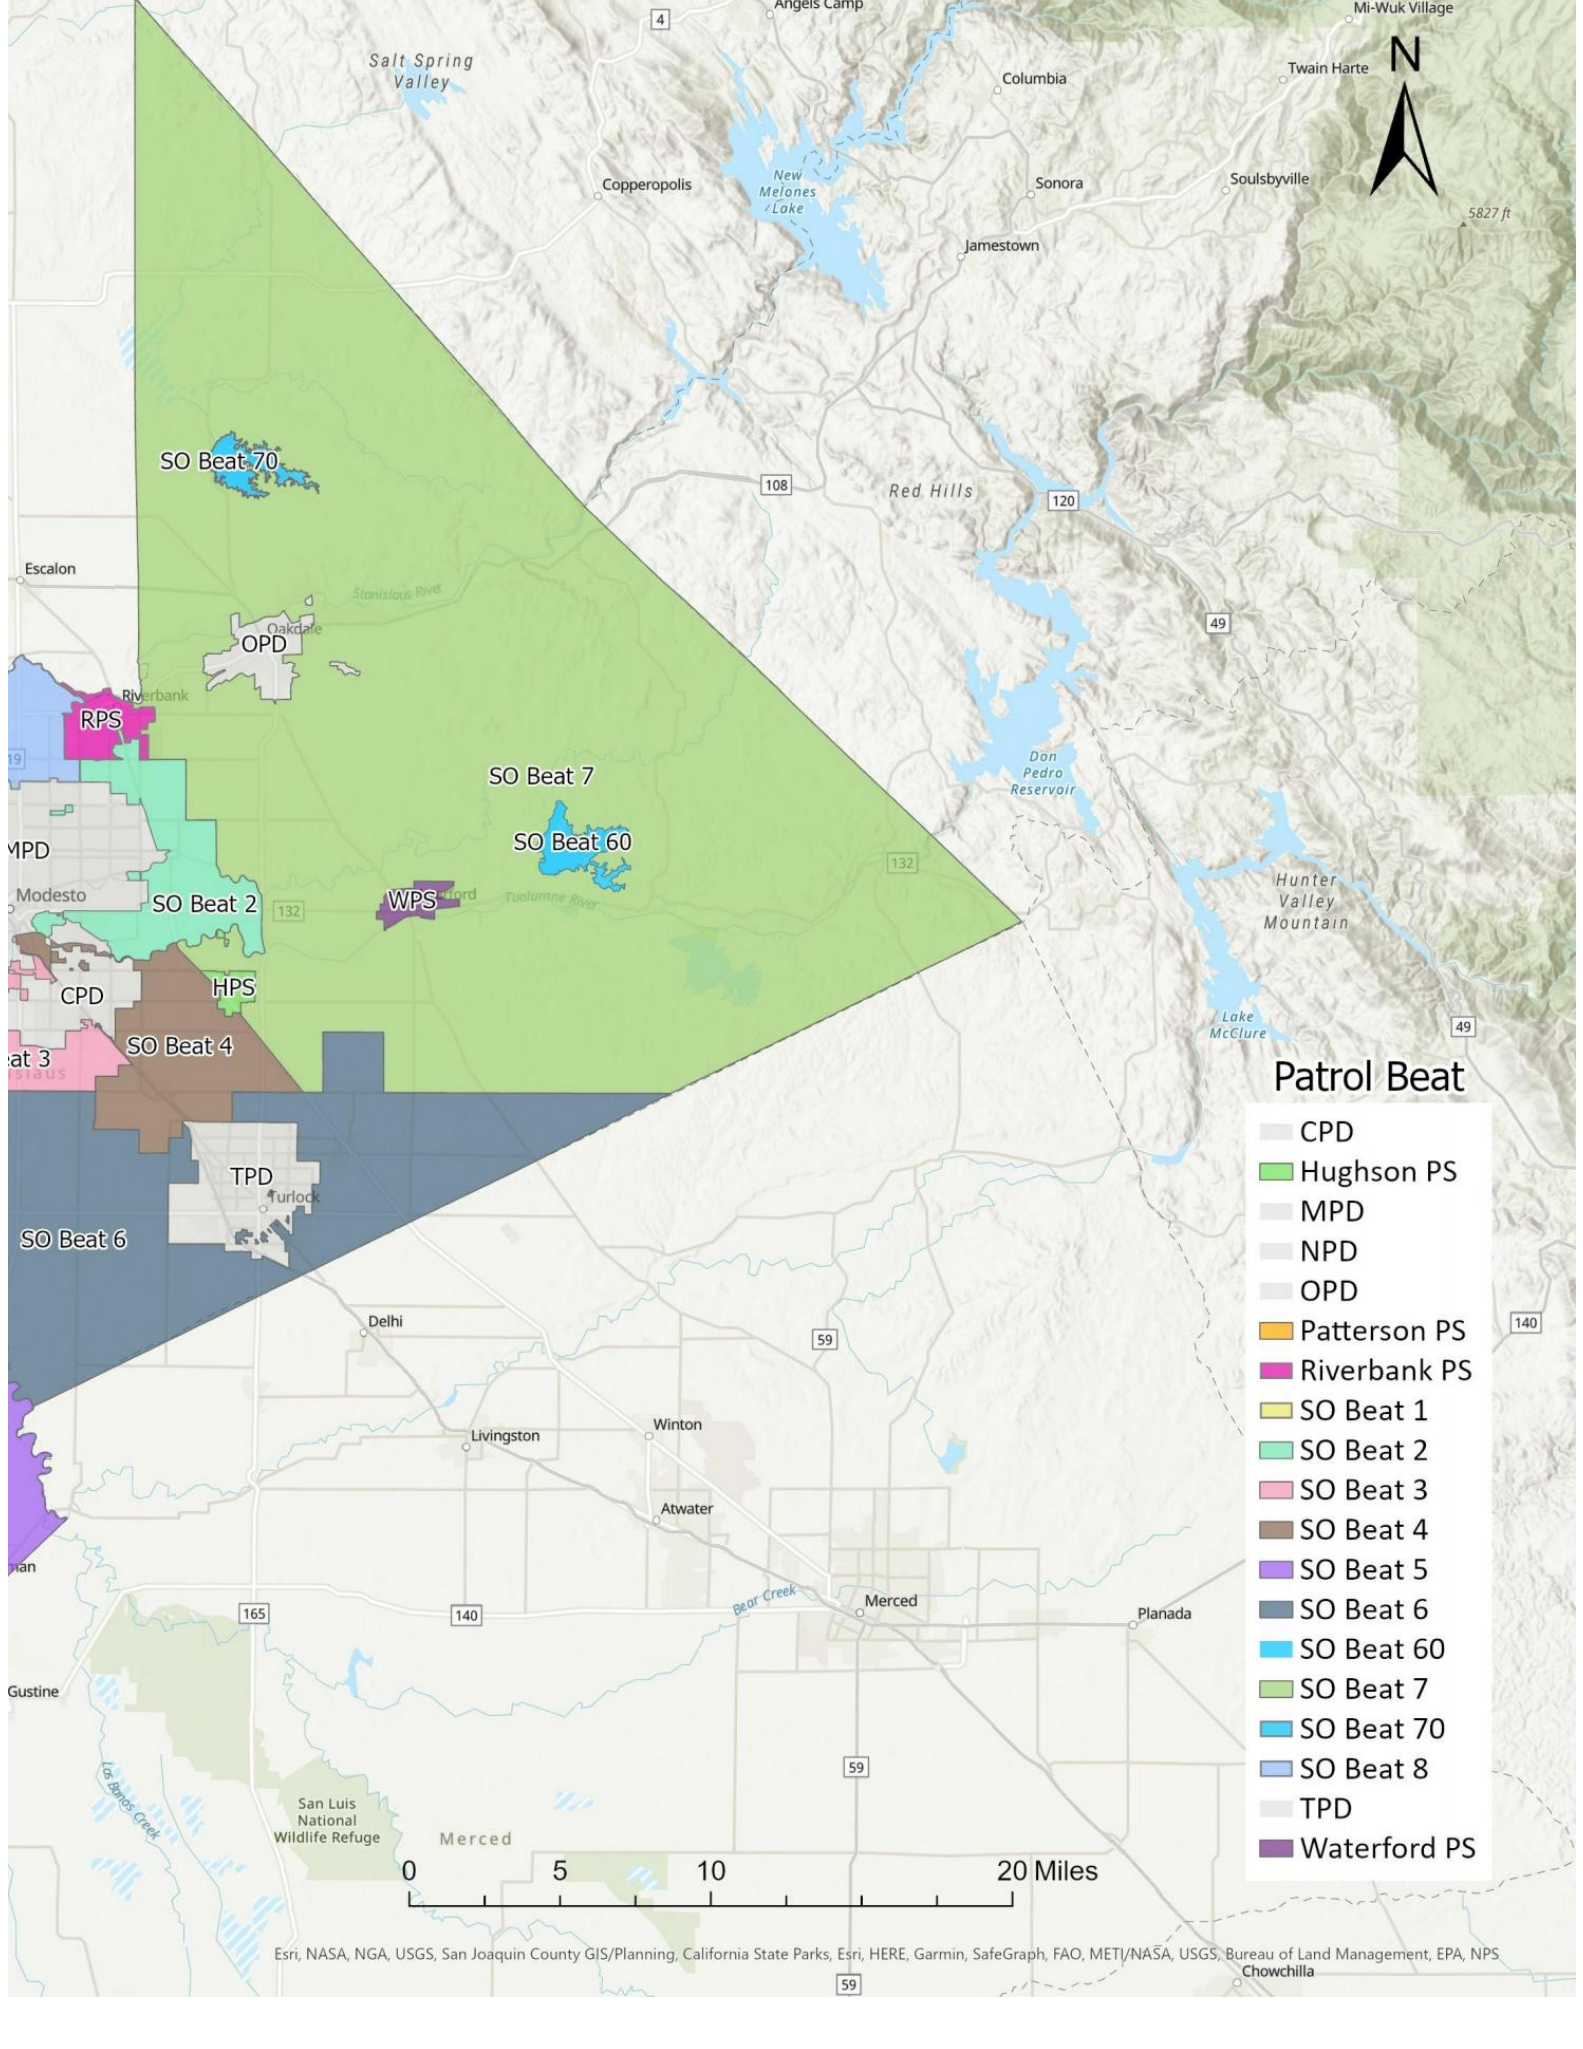 Angels Camp
Mi-Wuk Village
4
N
Salt Spring
Valley
Twain Harte
Columbia
New
Melones
Lake
Copperopolis
Sonora
Soulsbyville
5827 ft
Jamestown
SO Beat 70
108
Red Hills
120
Escalon
Stanislaus River
49
Oakdale
OPD
Riverbank
RPS
19
SO Beat 7
Don
Pedro
Reservoir
SO Beat 60
MPD
132
Modesto
SO Beat 2
132
WPS
Tuolumne River
Hunter
Valley
Mountain
HPS
CPD
Lake
McClure
49
SO Beat 4
eat 3
Patrol Beat
CPD
Hughson PS
MPD
NPD
OPD
Patterson PS
Riverbank PS
SO Beat 1
SO Beat 2
SO Beat 3
SO Beat 4
SO Beat 5
SO Beat 6
SO Beat 60
SO Beat 7
SO Beat 70
SO Beat 8
TPD
Waterford PS
TPD
Turlock
SO Beat 6
Delhi
59
140
Winton
Livingston
Atwater
man
Bear Creek
Merced
165
140
Planada
Gustine
59
Los Banos Creek
San Luis
National
Wildlife Refuge
Merced
0 5 10 20 Miles
Esri, NASA, NGA, USGS, San Joaquin County GIS/Planning, California State Parks, Esri, HERE, Garmin, SafeGraph, FAO, METI/NASA, USGS, Bureau of Land Management, EPA, NPS
Chowchilla
59